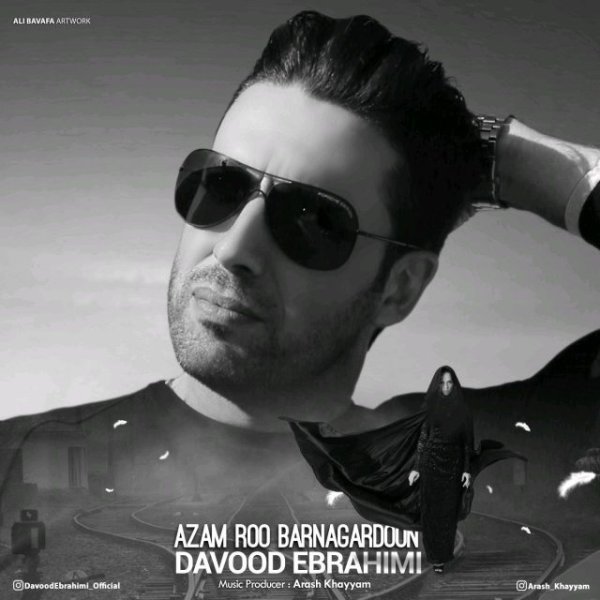 ALI BAVAFA ARTWORK
AZAM ROO BARNAGARDOUN
DAVOOD EBRAHIMI
Music Producer : Arash Khayyam
DavoodEbrahimi_Official
Arash_Khayyam